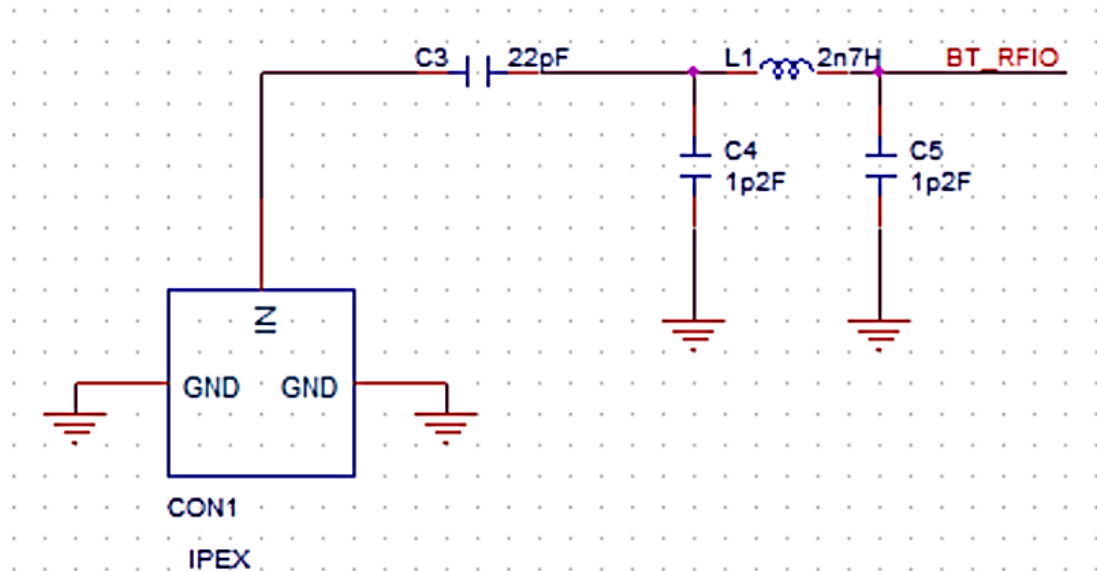 C3 22pF L1 2n7H BT_RFIO
C4 C5
1p2F 1p2F
IN
GND GND
CON1
IPEX